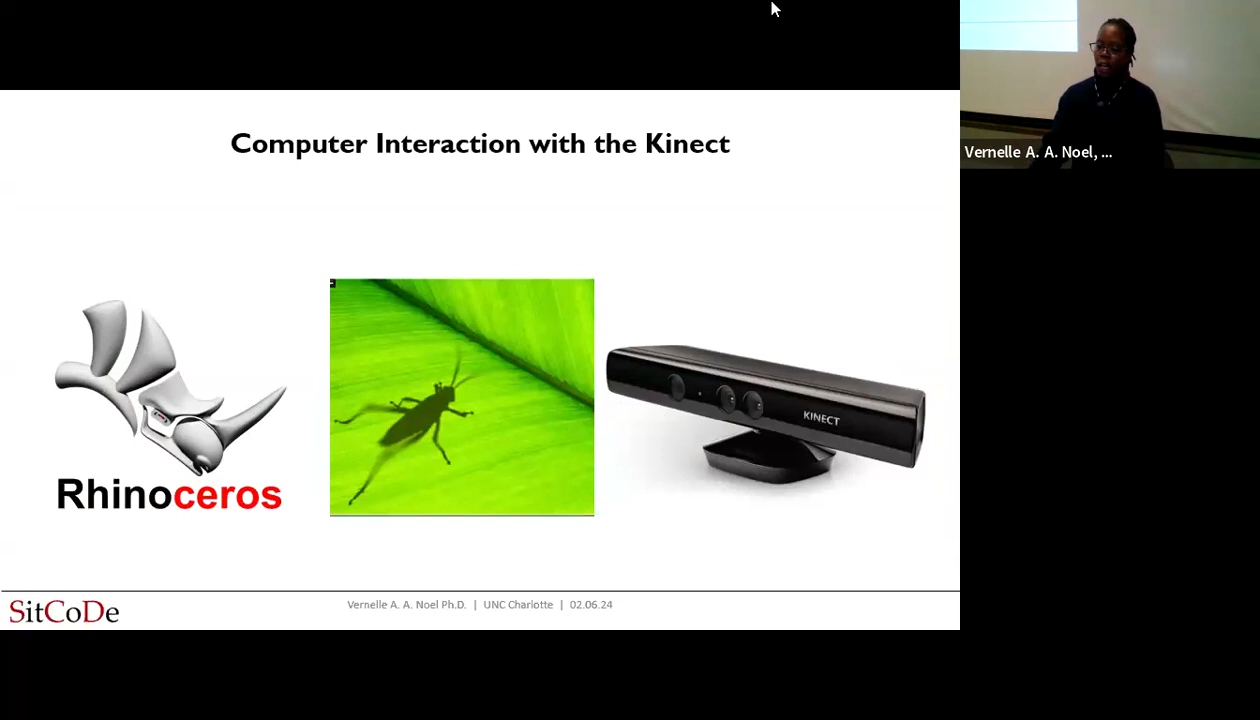 Computer Interaction with the Kinect
Vernelle A. A. Noel, ...
KINECT
Rhinoceros
SitCoDe
Vernelle A. A. Noel Ph.D. | UNC Charlotte | 02.06.24